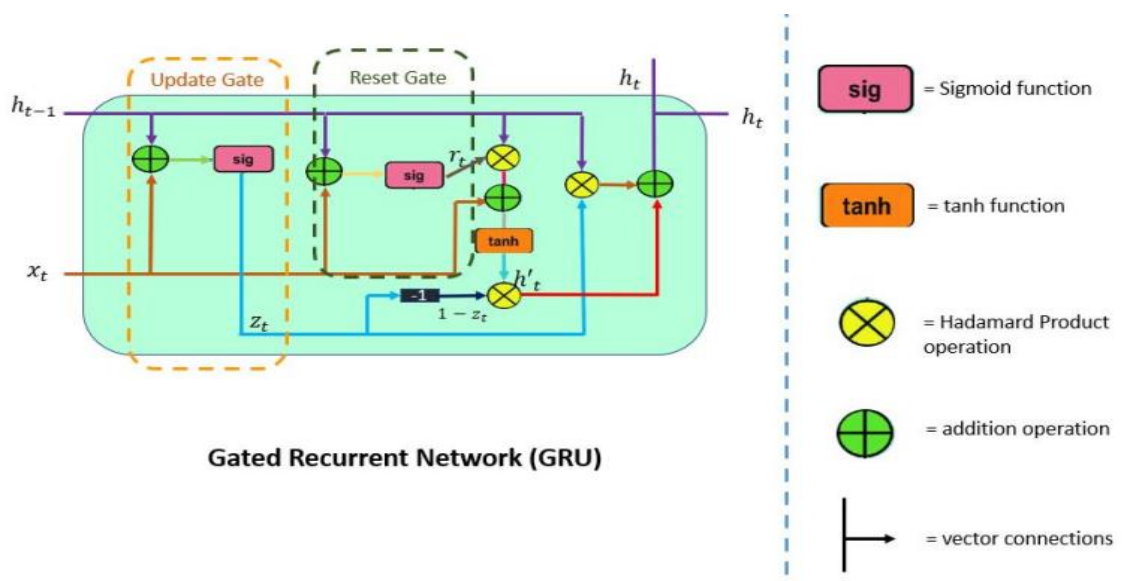 Update Gate
Reset Gate
h_{t-1}
h_t
h_t
sig
r_t
sig
tanh
x_t
h'_t
-1
1 − z_t
z_t
Gated Recurrent Network (GRU)
sig = Sigmoid function
tanh = tanh function
= Hadamard Product
operation
= addition operation
= vector connections